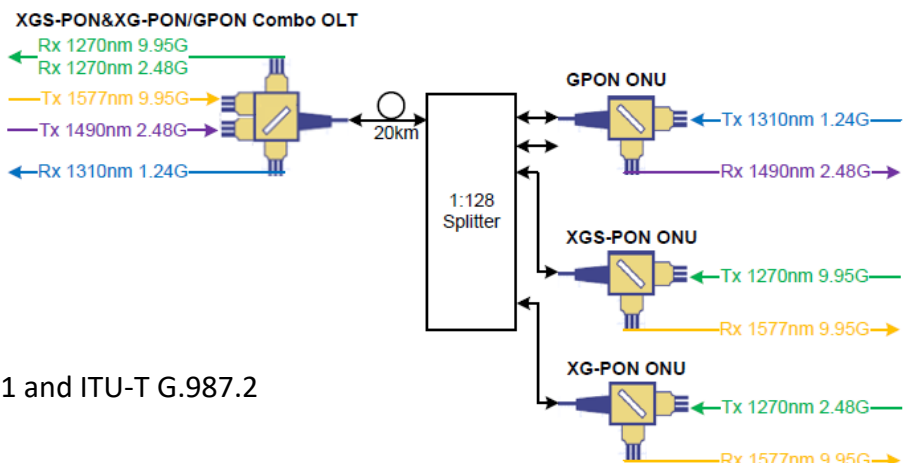 XGS-PON&XG-PON/GPON Combo OLT
Rx 1270nm 9.95G
Rx 1270nm 2.48G
Tx 1577nm 9.95G
Tx 1490nm 2.48G
Rx 1310nm 1.24G
20km
1:128
Splitter
GPON ONU
Tx 1310nm 1.24G
Rx 1490nm 2.48G
XGS-PON ONU
Tx 1270nm 9.95G
Rx 1577nm 9.95G
XG-PON ONU
Tx 1270nm 2.48G
Rx 1577nm 9.95G
1 and ITU-T G.987.2